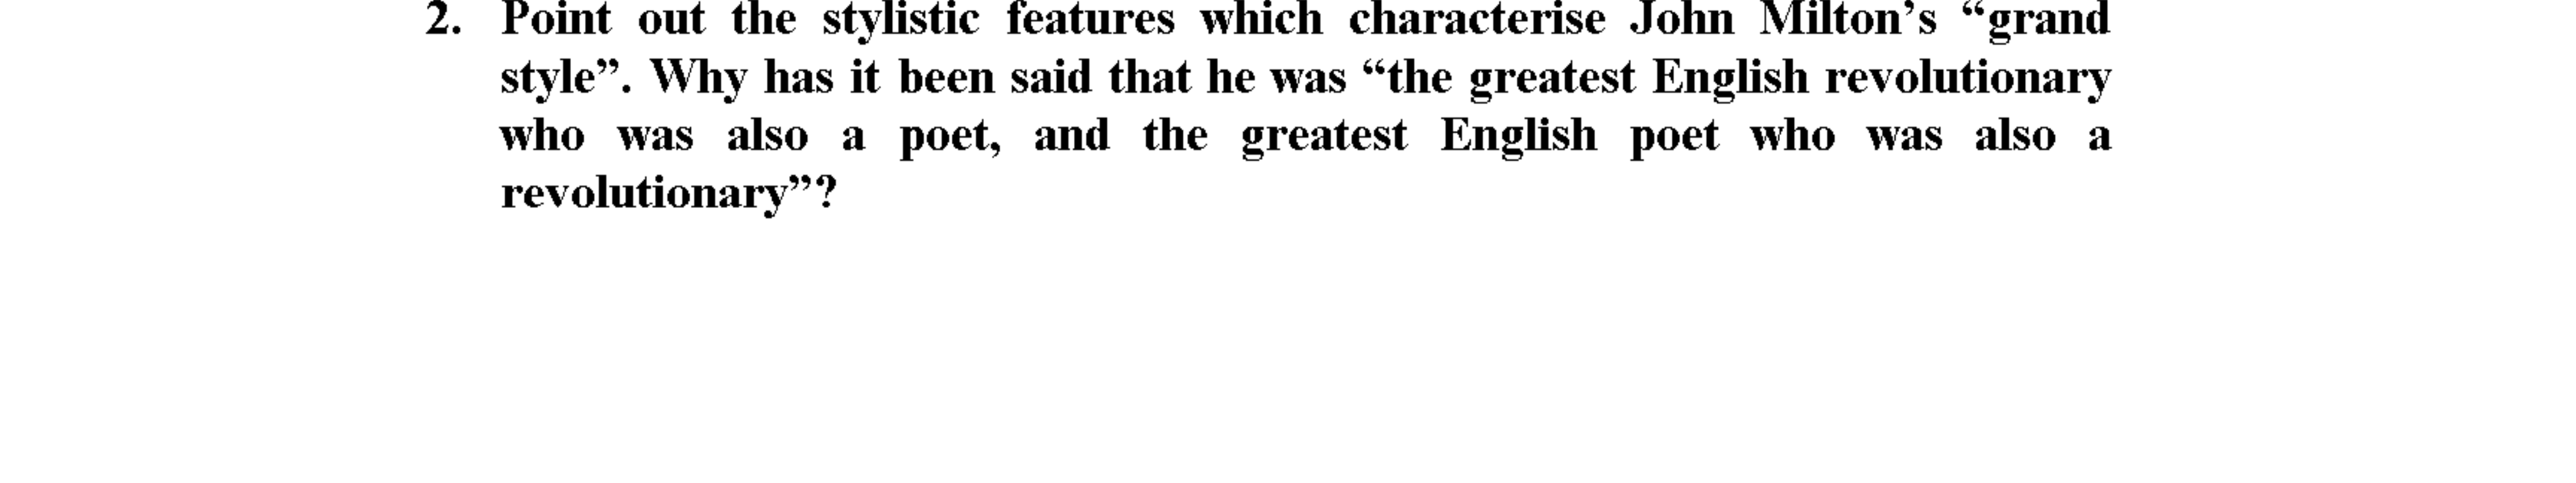 2. Point out the stylistic features which characterise John Milton’s “grand
style”. Why has it been said that he was “the greatest English revolutionary
who was also a poet, and the greatest English poet who was also a
revolutionary”?